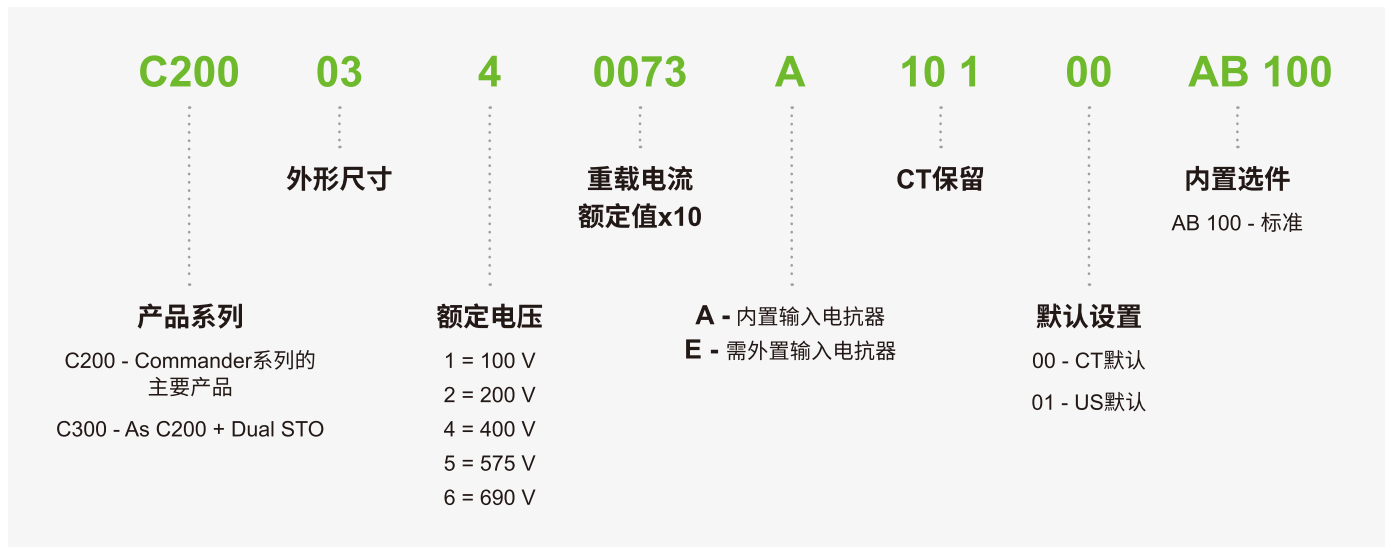 C200 03 4 0073 A 10 1 00 AB 100
外形尺寸
重载电流
额定值x10
CT保留
内置选件
AB 100 - 标准
产品系列
C200 - Commander系列的
主要产品
C300 - As C200 + Dual STO
额定电压
1 = 100 V
2 = 200 V
4 = 400 V
5 = 575 V
6 = 690 V
A - 内置输入电抗器
E - 需外置输入电抗器
默认设置
00 - CT默认
01 - US默认